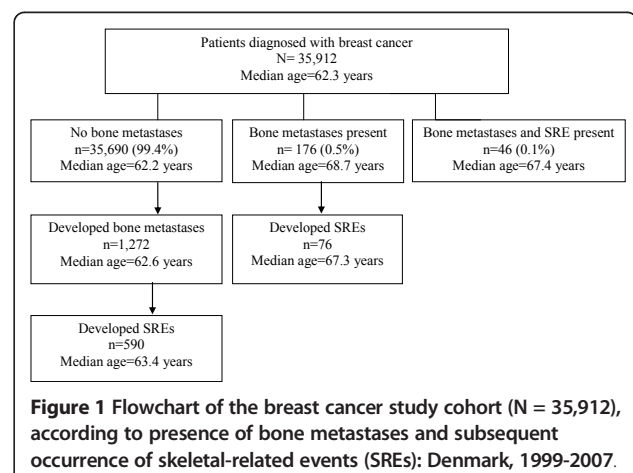 Patients diagnosed with breast cancer
N= 35,912
Median age=62.3 years
No bone metastases
n=35,690 (99.4%)
Median age=62.2 years
Bone metastases present
n= 176 (0.5%)
Median age=68.7 years
Bone metastases and SRE present
n=46 (0.1%)
Median age=67.4 years
Developed bone metastases
n=1,272
Median age=62.6 years
Developed SREs
n=76
Median age=67.3 years
Developed SREs
n=590
Median age=63.4 years
Figure 1 Flowchart of the breast cancer study cohort (N = 35,912),
according to presence of bone metastases and subsequent
occurrence of skeletal-related events (SREs): Denmark, 1999-2007.